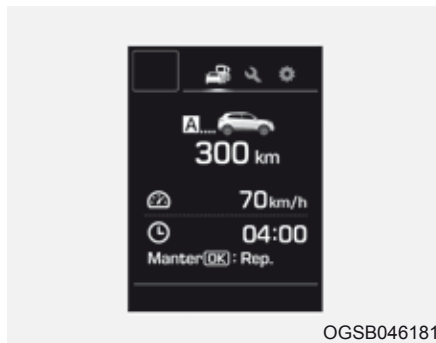 A....
300 km
70km/h
04:00
Manter[OK]: Rep.
OGSB046181